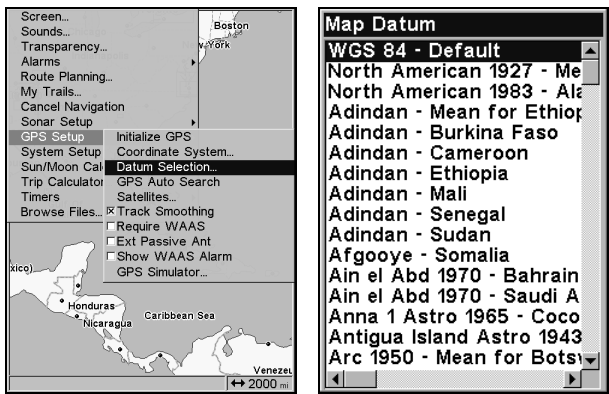 Screen...
Sounds...
Transparency...
Alarms
Route Planning...
My Trails...
Cancel Navigation
Sonar Setup
GPS Setup
System Setup
Sun/Moon Cal
Trip Calculator
Timers
Browse Files...
Initialize GPS
Coordinate System...
Datum Selection...
GPS Auto Search
Satellites...
Track Smoothing
Require WAAS
Ext Passive Ant
Show WAAS Alarm
GPS Simulator...
Boston
York
xico)
Honduras
Nicaragua
Caribbean Sea
Venezuel
2000 mi
Map Datum
WGS 84 - Default
North American 1927 - Me
North American 1983 - Ala
Adindan - Mean for Ethiop
Adindan - Burkina Faso
Adindan - Cameroon
Adindan - Ethiopia
Adindan - Mali
Adindan - Senegal
Adindan - Sudan
Afgooye - Somalia
Ain el Abd 1970 - Bahrain
Ain el Abd 1970 - Saudi A
Anna 1 Astro 1965 - Coco
Antigua Island Astro 1943
Arc 1950 - Mean for Botsw